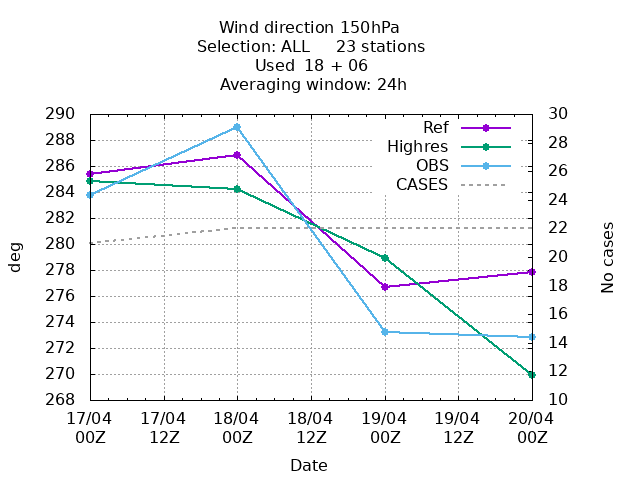 Wind direction 150hPa
Selection: ALL 23 stations
Used 18 + 06
Averaging window: 24h
290
288
286
284
282
280
278
276
274
272
270
268
deg
30
28
26
24
22
20
18
16
14
12
10
No cases
Ref
Highres
OBS
CASES
17/04 17/04 18/04 18/04 19/04 19/04 20/04
00Z 12Z 00Z 12Z 00Z 12Z 00Z
Date